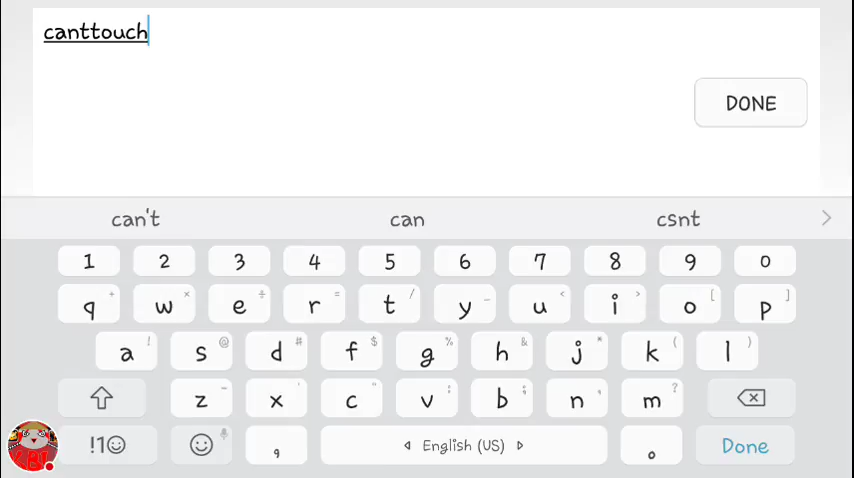 canttouch
DONE
can't can csnt >
1 2 3 4 5 6 7 8 9 0
q + w × e ÷ r = t / y _ u < i > o [ p ]
a ! s @ d # f $ g % h & j * k ( l )
z - x ' c " v : b ; n , m ?
!1☺ , English (US) . Done